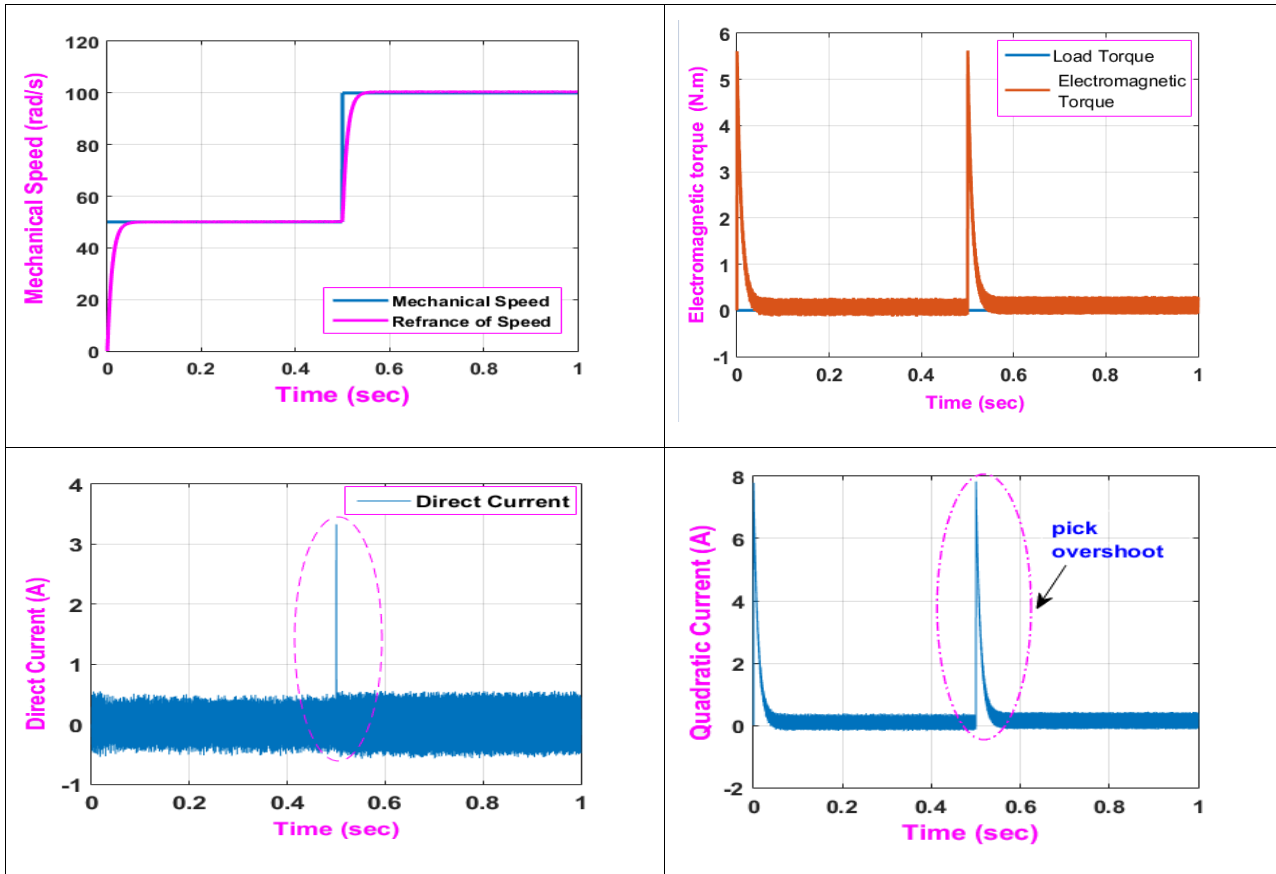 Mechanical Speed (rad/s)
120
100
80
60
40
20
0
Mechanical Speed
Refrance of Speed
0 0.2 0.4 0.6 0.8 1
Time (sec)
Electromagnetic torque (N.m)
6
5
4
3
2
1
0
-1
Load Torque
Electromagnetic
Torque
0 0.2 0.4 0.6 0.8 1
Time (sec)
Direct Current (A)
4
3
2
1
0
-1
Direct Current
0 0.2 0.4 0.6 0.8 1
Time (sec)
Quadratic Current (A)
8
6
4
2
0
-2
pick
overshoot
0 0.2 0.4 0.6 0.8 1
Time (sec)